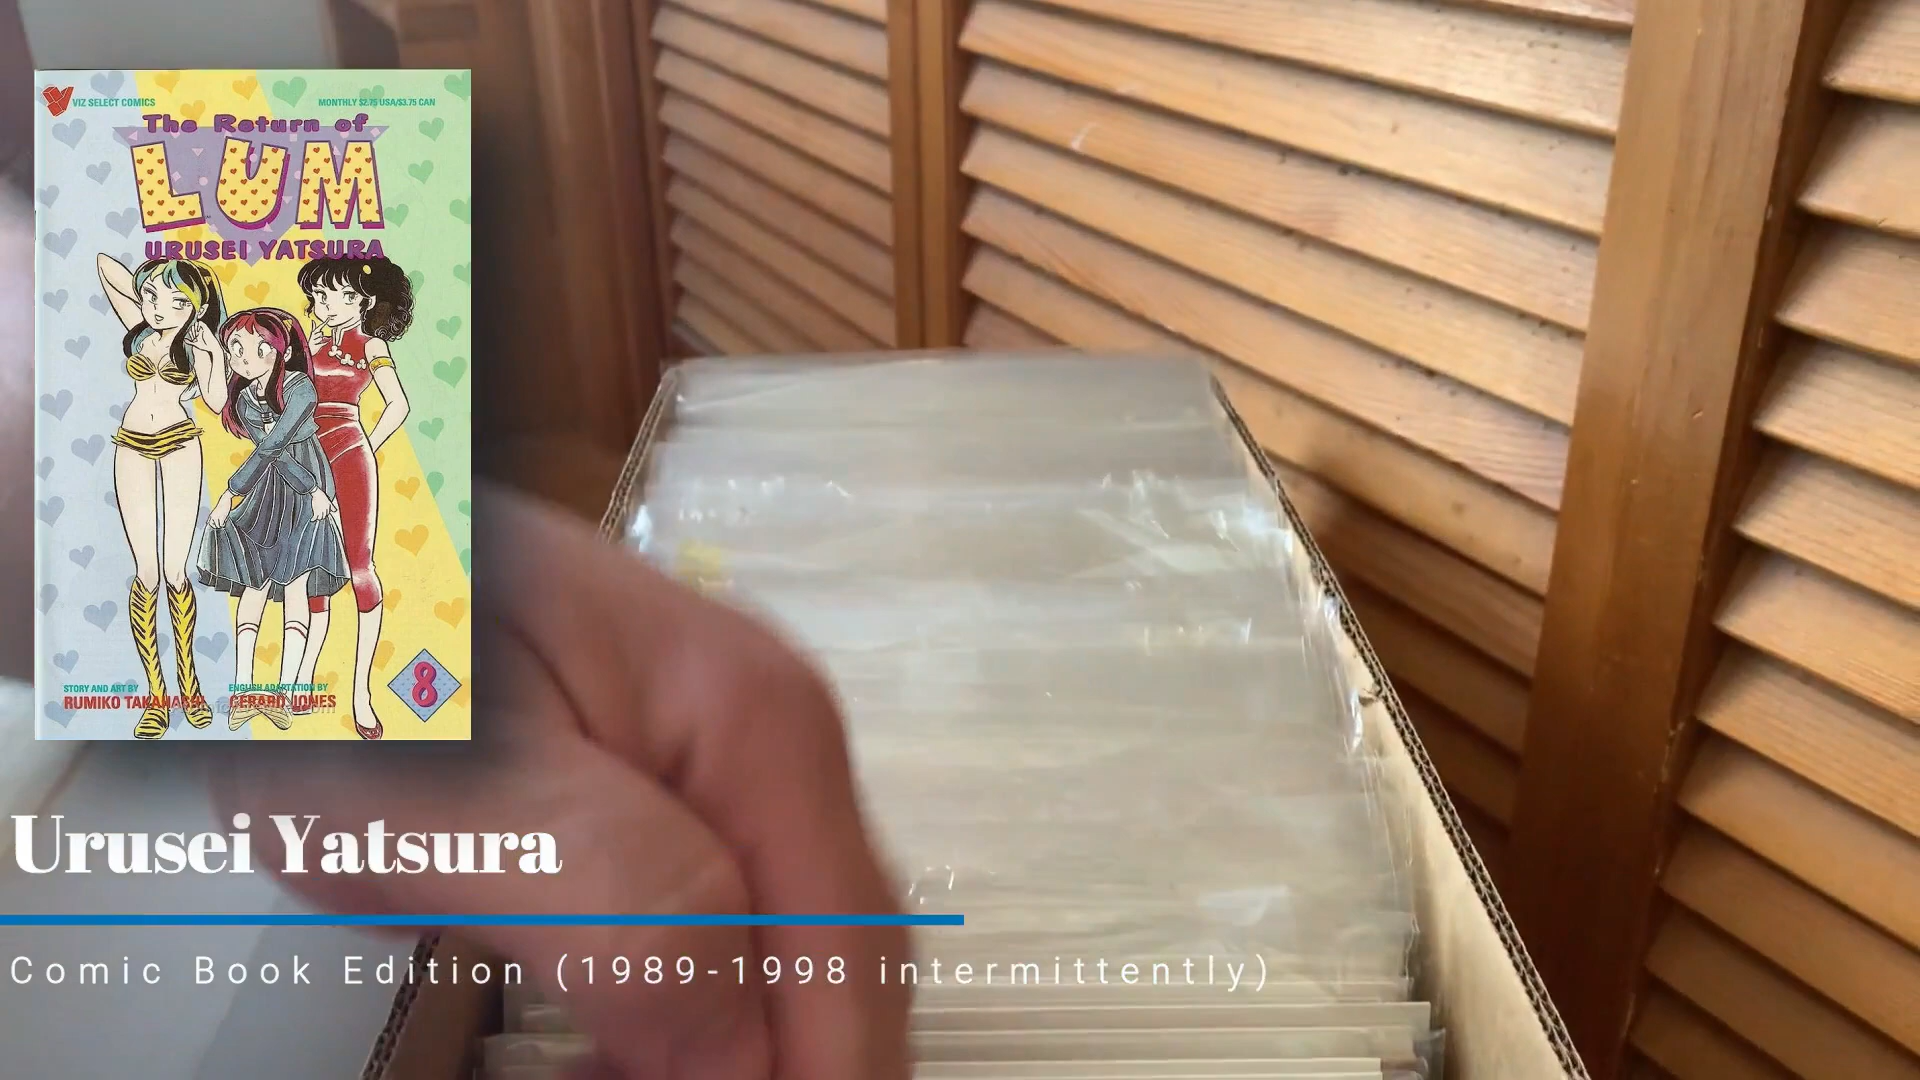 VIZ SELECT COMICS
MONTHLY $2.75 USA/$3.75 CAN
The Return of
LUM
URUSEI YATSURA
8
STORY AND ART BY
RUMIKO TAKAHASHI
ENGLISH ADAPTATION BY
GERARD JONES
Urusei Yatsura
Comic Book Edition (1989-1998 intermittently)